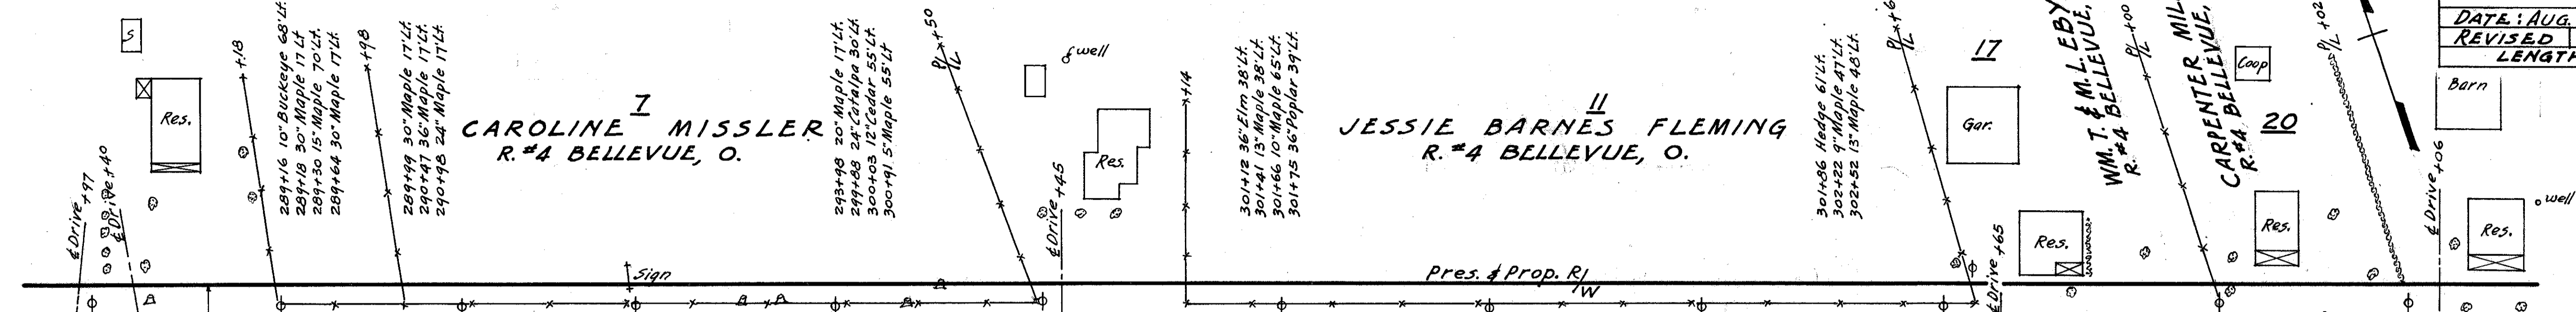 S
Res.
℄ Drive +97
℄ Drive +40
+18
289+16 10" Buckeye 68' Lt.
289+18 30" Maple 17' Lt
289+30 15" Maple 70' Lt.
289+64 30" Maple 17' Lt
+98
289+99 30" Maple 17' Lt.
290+47 36" Maple 17' Lt.
290+98 24" Maple 17' Lt.
7
CAROLINE MISSLER
R.#4 BELLEVUE, O.
Sign
293+98 20" Maple 17' Lt.
299+88 24" Catalpa 30' Lt.
300+03 12" Cedar 55' Lt.
300+91.5" Maple 55' Lt
P/L +50
well
Res.
℄ Drive +45
+14
301+12 36" Elm 38' Lt.
301+41 13" Maple 38' Lt.
301+66 10" Maple 65' Lt.
301+75 36" Poplar 39' Lt.
11
JESSIE BARNES FLEMING
R.#4 BELLEVUE, O.
Pres. & Prop. R/W
301+86 Hedge 61' Lt.
302+22 9" Maple 47' Lt.
302+52 13" Maple 48' Lt.
P/L +6
17
Gar.
℄ Drive +65
Res.
WM. T. & M. L. EBY
R.#4 BELLEVUE,
P/L +00
CARPENTER MIL
R.#4 BELLEVUE,
Coop
20
Res.
P/L +02
℄ Drive +06
Barn
Res.
well
DATE: AUG.
REVISED
LENGTH